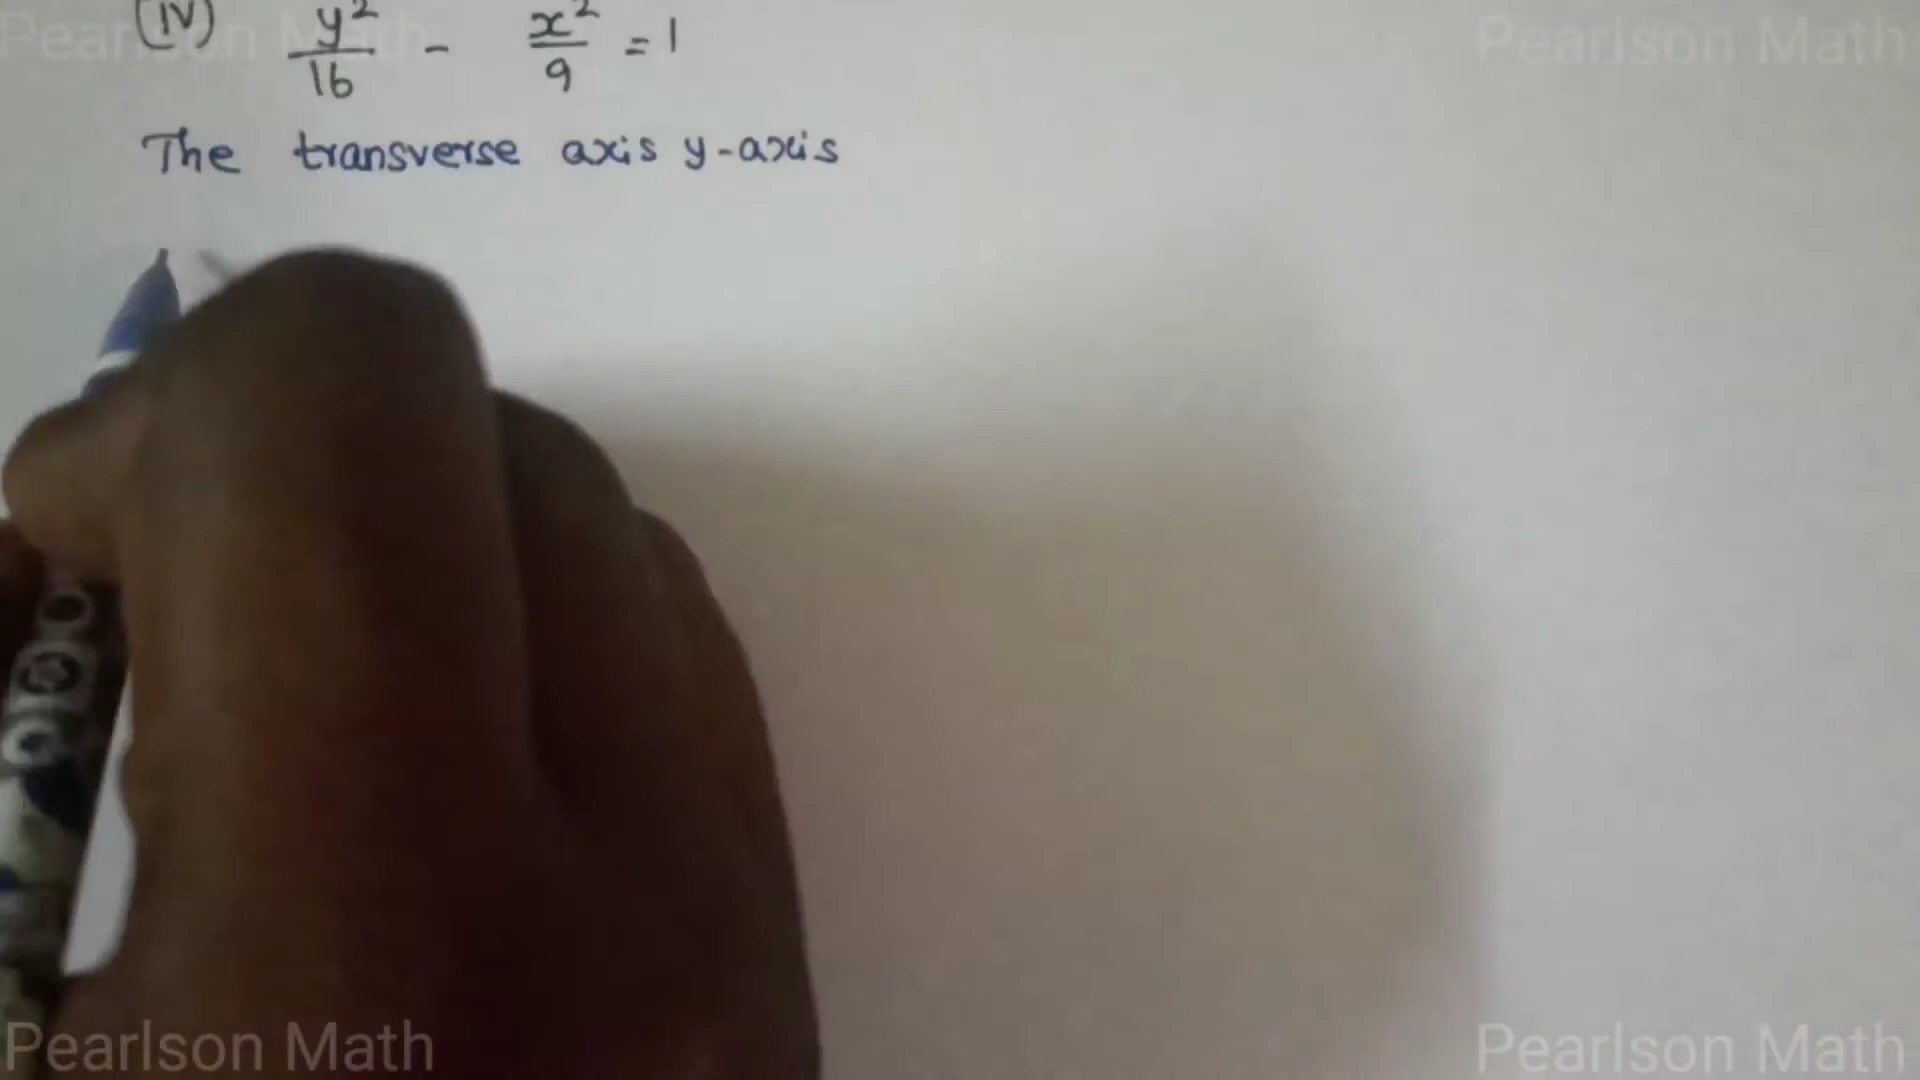 (iv) y²/16 - x²/9 = 1
The transverse axis y-axis
Pearlson Math
Pearlson Math
Pearlson Math
Pearlson Math